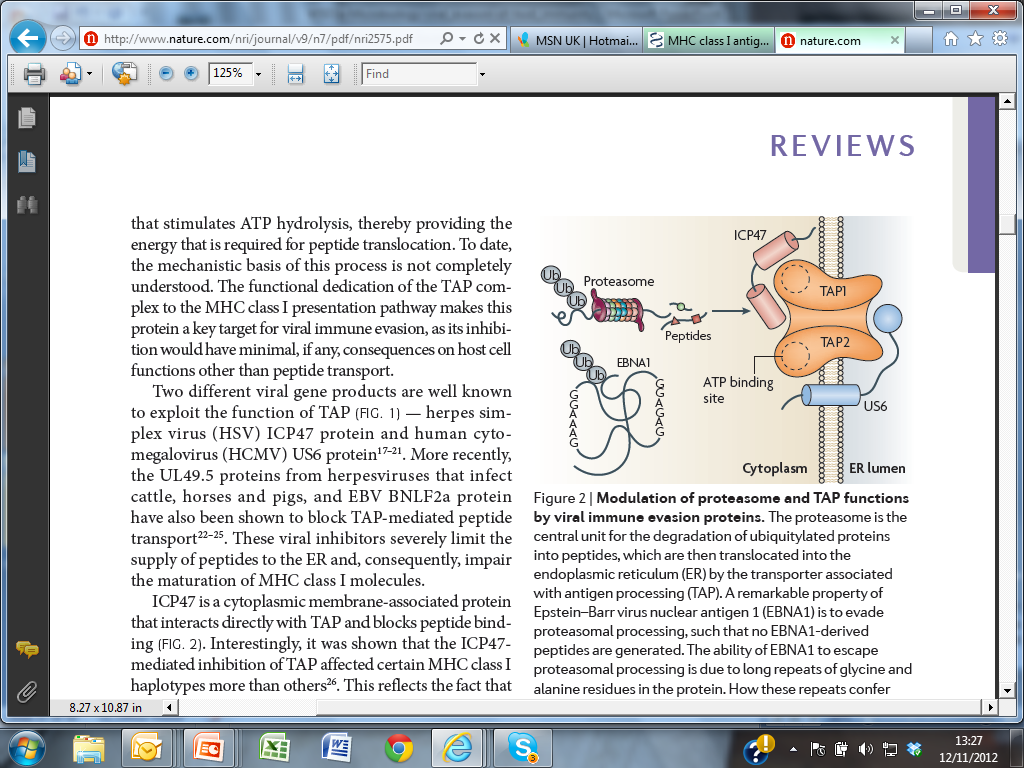 http://www.nature.com/nri/journal/v9/n7/pdf/nri2575.pdf
MSN UK | Hotmai...
MHC class I antig...
nature.com
125%
Find
REVIEWS
that stimulates ATP hydrolysis, thereby providing the
energy that is required for peptide translocation. To date,
the mechanistic basis of this process is not completely
understood. The functional dedication of the TAP com-
plex to the MHC class I presentation pathway makes this
protein a key target for viral immune evasion, as its inhibi-
tion would have minimal, if any, consequences on host cell
functions other than peptide transport.
Two different viral gene products are well known
to exploit the function of TAP (FIG. 1) — herpes sim-
plex virus (HSV) ICP47 protein and human cyto-
megalovirus (HCMV) US6 protein17–21. More recently,
the UL49.5 proteins from herpesviruses that infect
cattle, horses and pigs, and EBV BNLF2a protein
have also been shown to block TAP-mediated peptide
transport22–25. These viral inhibitors severely limit the
supply of peptides to the ER and, consequently, impair
the maturation of MHC class I molecules.
ICP47 is a cytoplasmic membrane-associated protein
that interacts directly with TAP and blocks peptide bind-
ing (FIG. 2). Interestingly, it was shown that the ICP47-
mediated inhibition of TAP affected certain MHC class I
haplotypes more than others26. This reflects the fact that
ICP47
Ub
Ub
Ub
Proteasome
Peptides
TAP1
TAP2
ATP binding
site
US6
Ub
Ub
Ub
EBNA1
GGAAAG
GGAGAG
Cytoplasm
ER lumen
Figure 2 | Modulation of proteasome and TAP functions
by viral immune evasion proteins. The proteasome is the
central unit for the degradation of ubiquitylated proteins
into peptides, which are then translocated into the
endoplasmic reticulum (ER) by the transporter associated
with antigen processing (TAP). A remarkable property of
Epstein–Barr virus nuclear antigen 1 (EBNA1) is to evade
proteasomal processing, such that no EBNA1-derived
peptides are generated. The ability of EBNA1 to escape
proteasomal processing is due to long repeats of glycine and
alanine residues in the protein. How these repeats confer
8.27 x 10.87 in
3
13:27
12/11/2012